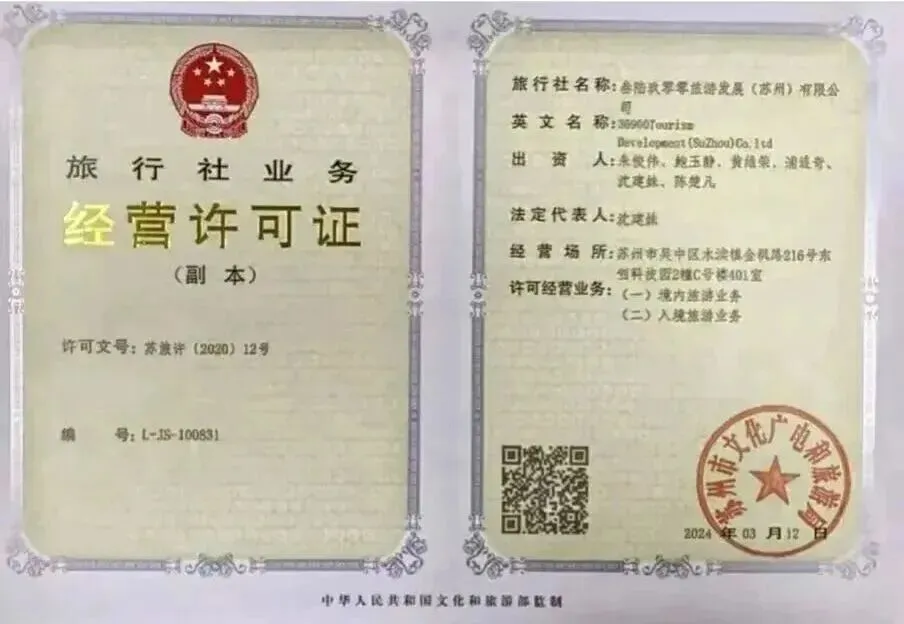 旅行社业务
经营许可证
（副本）
许可文号：苏旅许（2020）12号
编 号：L-JS-100831
旅行社名称：叁陆玖零零旅游发展（苏州）有限公
司
英文名称：36900Tourism
Development(SuZhou)Co.ltd
出资人：朱俊伟、鲍玉静、黄继荣、浦延奇、
沈建妹、陈楚凡
法定代表人：沈建妹
经营场所：苏州市吴中区木渎镇金枫路216号东
创科技园2幢C号楼401室
许可经营业务：（一）境内旅游业务
（二）入境旅游业务
苏州市文化广电和旅游局
2024 年 03 月 12 日
中华人民共和国文化和旅游部监制